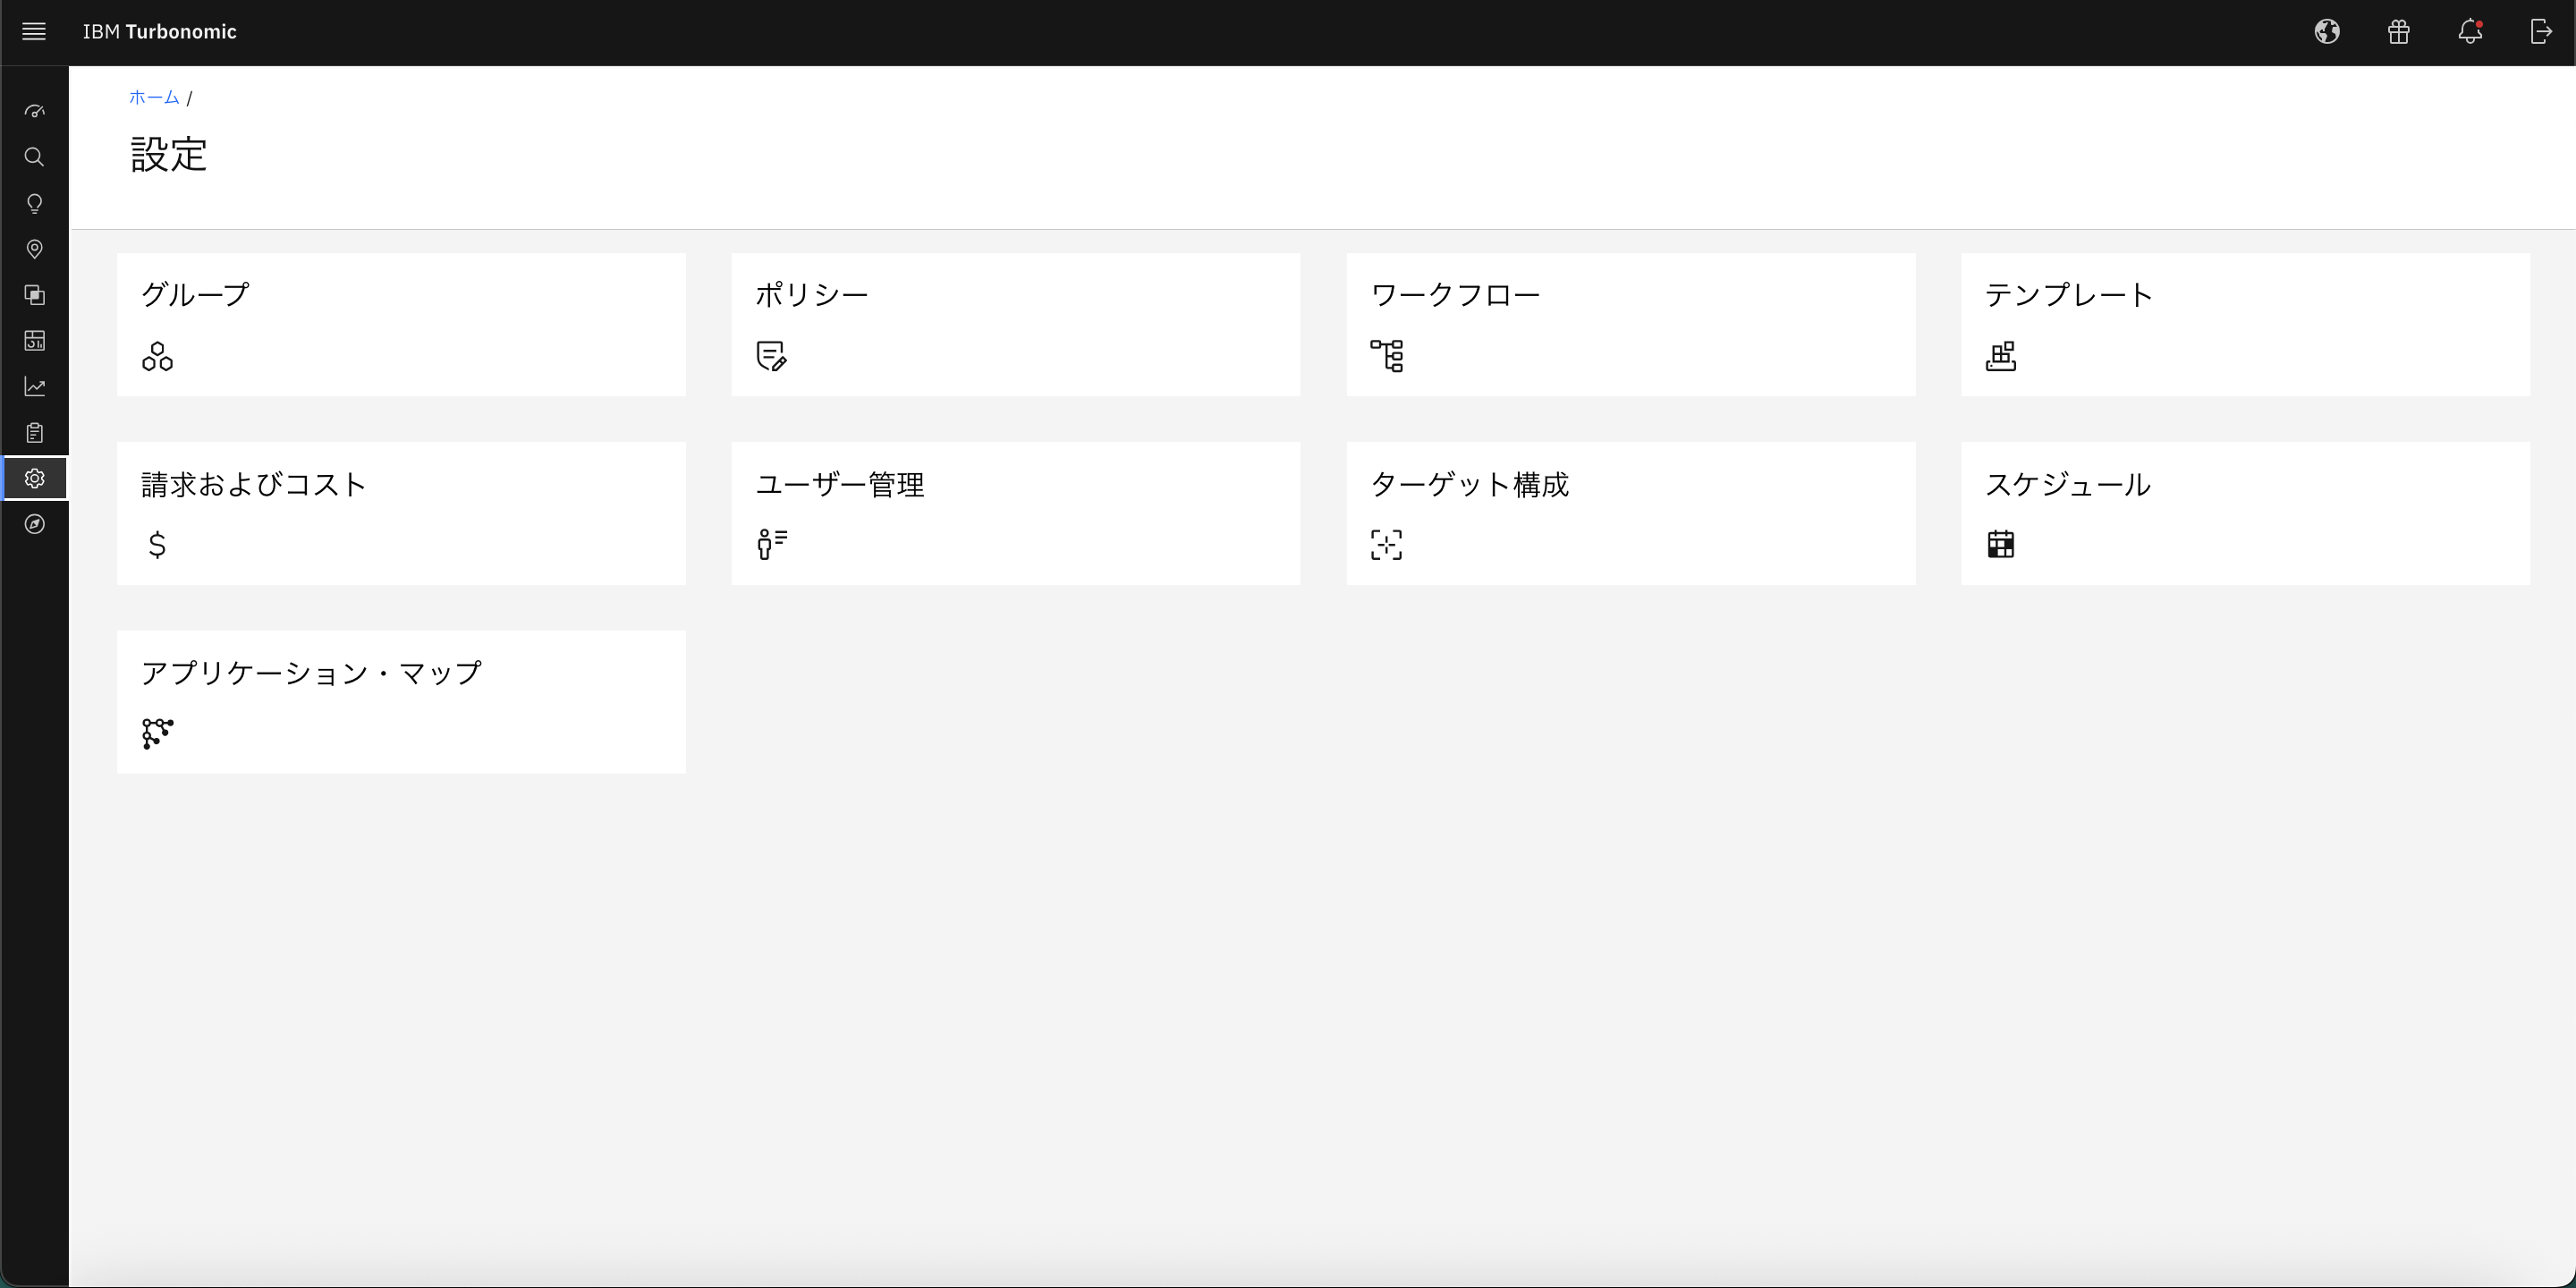 IBM Turbonomic
ホーム /
設定
グループ
ポリシー
ワークフロー
テンプレート
請求およびコスト
ユーザー管理
ターゲット構成
スケジュール
アプリケーション・マップ